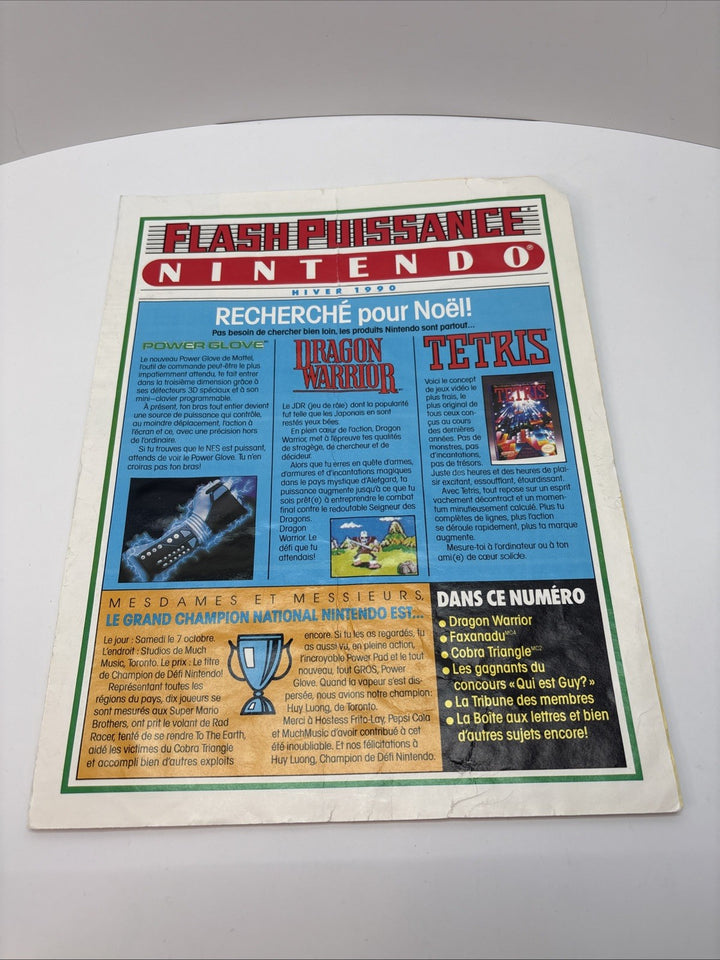 FLASH PUISSANCE
NINTENDO®
HIVER 1990
RECHERCHÉ pour Noël!
Pas besoin de chercher bien loin, les produits Nintendo sont partout...
POWER GLOVE
Le nouveau Power Glove de Mattel,
l'outil de commande peut-être le plus
impatiemment attendu, te fait entrer
dans la troisième dimension grâce à
ses détecteurs 3D spéciaux et à son
mini-clavier programmable.
À présent, ton bras tout entier devient
une source de puissance qui contrôle,
au moindre déplacement, l'action à
l'écran et ce, avec une précision hors
de l'ordinaire.
Si tu trouves que le NES est puissant,
attends de voir le Power Glove. Tu n'en
croiras pas ton bras!
DRAGON
WARRIOR
Le JDR (jeu de rôle) dont la popularité
fut telle que les Japonais en sont
restés yeux bées:
En plein cœur de l'action, Dragon
Warrior, met à l'épreuve tes qualités
de stratège, de chercheur et de
décideur.
Alors que tu erres en quête d'armes,
d'armures et d'incantations magiques
dans le pays mystique d'Alefgard, ta
puissance augmente jusqu'à ce que tu
sois prêt(e) à entreprendre le combat
final contre le redoutable Seigneur des
Dragons.
Dragon
Warrior. Le
défi que tu
attendais!
TETRIS™
Voici le concept
de jeux vidéo le
plus frais, le
plus original de
tous ceux con-
çus au cours
des dernières
années. Pas de
monstres, pas
d'incantations,
pas de trésors.
Juste des heures et des heures de plai-
sir excitant, essoufflant, étourdissant.
Avec Tetris, tout repose sur un esprit
vachement décontract et un momen-
tum minutieusement calculé. Plus tu
complètes de lignes, plus l'action
se déroule rapidement, plus ta marque
augmente.
Mesure-toi à l'ordinateur ou à ton
ami(e) de cœur solide.
TETRIS
MESDAMES ET MESSIEURS,
LE GRAND CHAMPION NATIONAL NINTENDO EST...
Le jour : Samedi le 7 octobre.
L'endroit : Studios de Much
Music, Toronto. Le prix : Le titre
de Champion de Défi Nintendo!
Représentant toutes les
régions du pays, dix joueurs se
sont mesurés aux Super Mario
Brothers, ont prit le volant de Rad
Racer, tenté de se rendre To The Earth,
aidé les victimes du Cobra Triangle
et accompli bien d'autres exploits
encore. Si tu les as regardés, tu
as aussi vu, en pleine action,
l'incroyable Power Pad et le tout
nouveau, tout GROS, Power
Glove. Quand la vapeur s'est dis-
persée, nous avions notre champion:
Huy Luong, de Toronto.
Merci à Hostess Frito-Lay, Pepsi Cola
et MuchMusic d'avoir contribué à cet
été inoubliable. Et nos félicitations à
Huy Luong, Champion de Défi Nintendo.
DANS CE NUMÉRO
● Dragon Warrior
● Faxanadu
● Cobra Triangle
● Les gagnants du
concours «Qui est Guy?»
● La Tribune des membres
● La Boîte aux lettres et bien
d'autres sujets encore!